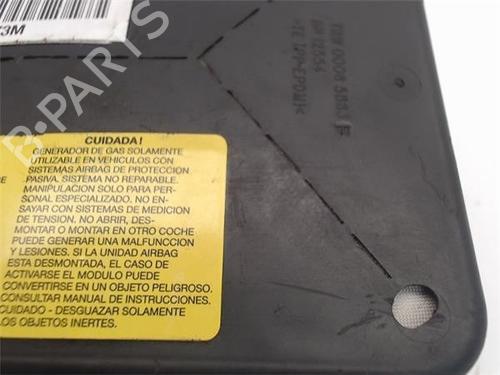 73M
B-PARTS
CUIDADA!
GENERADOR DE GAS SOLAMENTE
UTILIZABLE EN VEHICULOS CON
SISTEMAS AIRBAG DE PROTECCION
DE PASIVA. SISTEMA NO REPARABLE.
MANIPULACION SOLO PARA PER-
SONAL ESPECIALIZADO. NO EN-
SAYAR CON SISTEMAS DE MEDICION
DE TENSION. NO ABRIR, DES-
MONTAR O MONTAR EN OTRO COCHE
PUEDE GENERAR UNA MALFUNCCION
Y LESIONES. SI LA UNIDAD AIRBAG
ESTA DESMONTADA, EL CASO DE
ACTIVARSE EL MODULO PUEDE
CONVERTIRSE EN UN OBJETO PELIGROSO.
CONSULTAR MANUAL DE INSTRUCCIONES.
CUIDADO - DESGUAZAR SOLAMENTE
LOS OBJETOS INERTES.